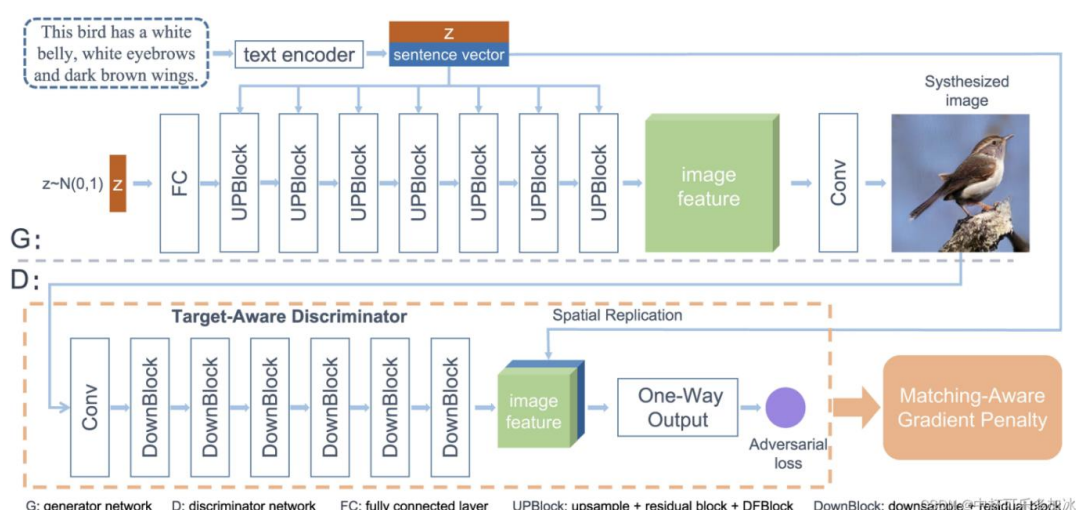 This bird has a white
belly, white eyebrows
and dark brown wings.
text encoder
z
sentence vector
Systhesized
image
z~N(0,1)
z
FC
UPBlock
UPBlock
UPBlock
UPBlock
UPBlock
UPBlock
UPBlock
image
feature
Conv
G:
D:
Target-Aware Discriminator
Spatial Replication
Conv
DownBlock
DownBlock
DownBlock
DownBlock
DownBlock
DownBlock
image
feature
One-Way
Output
Adversarial
loss
Matching-Aware
Gradient Penalty
G: generator network D: discriminator network FC: fully connected layer UPBlock: upsample + residual block + DFBlock DownBlock: downsample + residual block